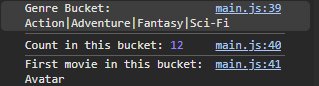 Genre Bucket: main.js:39
Action|Adventure|Fantasy|Sci-Fi
Count in this bucket: 12 main.js:40
First movie in this bucket: main.js:41
Avatar